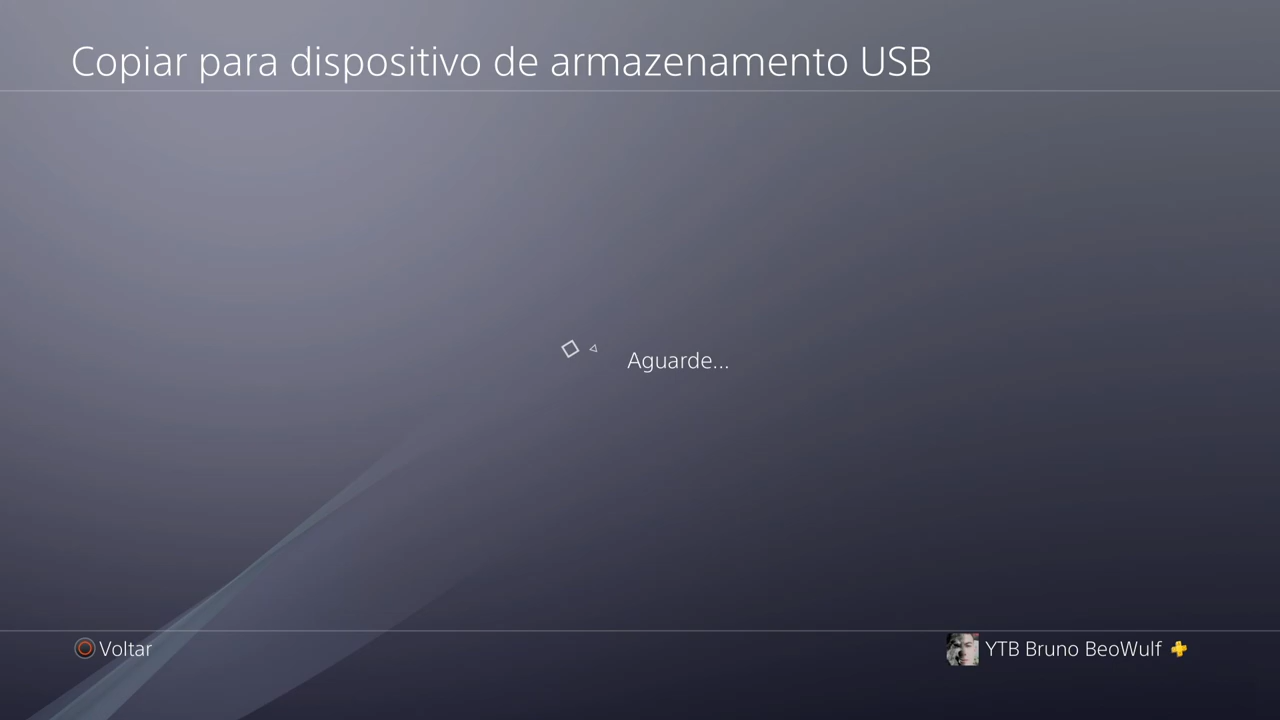 Copiar para dispositivo de armazenamento USB
Aguarde...
Voltar
YTB Bruno BeoWulf